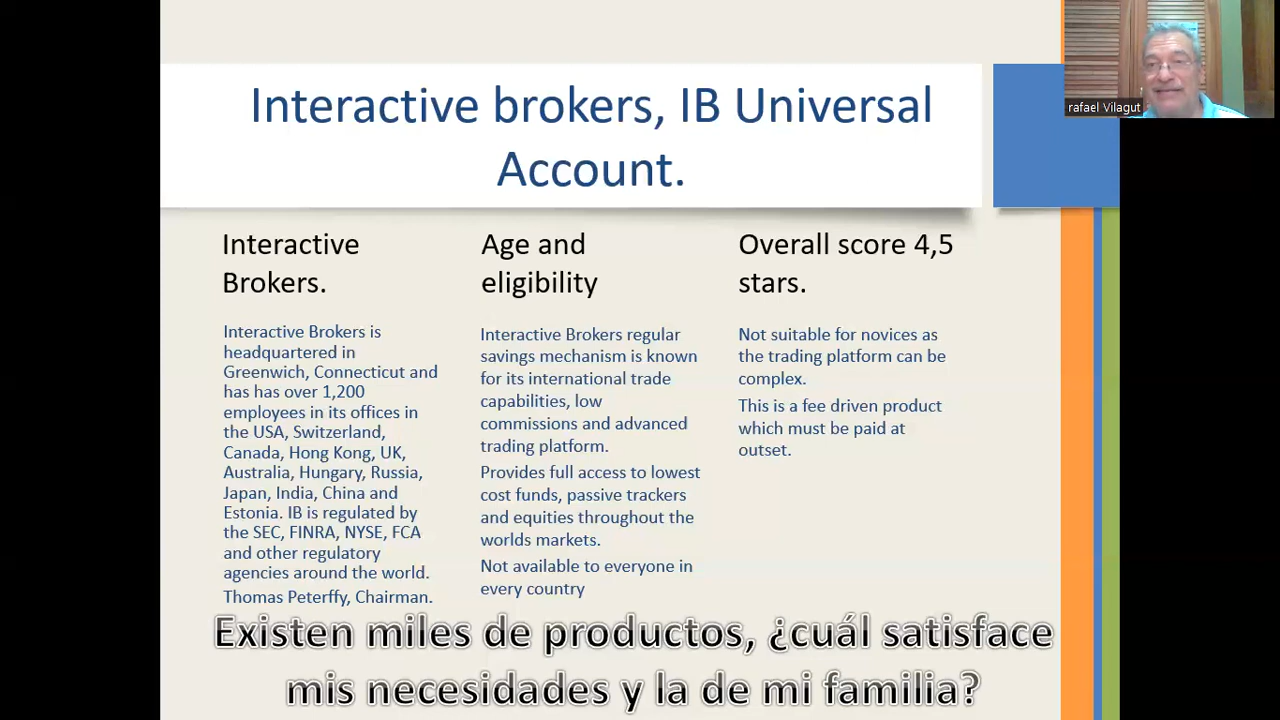 Interactive brokers, IB Universal
Account.
rafael Vilagut
Interactive
Brokers.
Interactive Brokers is
headquartered in
Greenwich, Connecticut and
has has over 1,200
employees in its offices in
the USA, Switzerland,
Canada, Hong Kong, UK,
Australia, Hungary, Russia,
Japan, India, China and
Estonia. IB is regulated by
the SEC, FINRA, NYSE, FCA
and other regulatory
agencies around the world.
Thomas Peterffy, Chairman.
Age and
eligibility
Interactive Brokers regular
savings mechanism is known
for its international trade
capabilities, low
commissions and advanced
trading platform.
Provides full access to lowest
cost funds, passive trackers
and equities throughout the
worlds markets.
Not available to everyone in
every country
Overall score 4,5
stars.
Not suitable for novices as
the trading platform can be
complex.
This is a fee driven product
which must be paid at
outset.
Existen miles de productos, ¿cuál satisface
mis necesidades y la de mi familia?